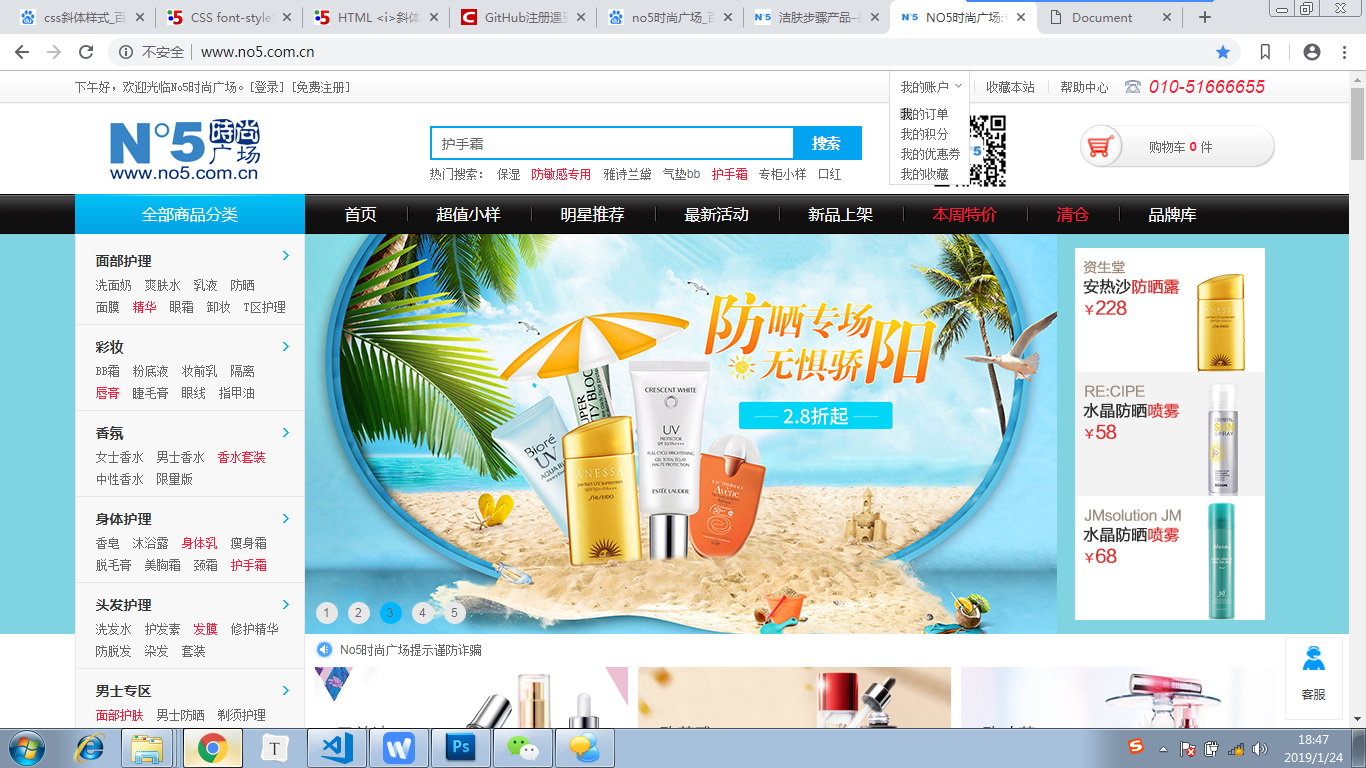 css斜体样式_百
CSS font-style
HTML <i>斜体
GitHub注册遇到
no5时尚广场_百
洁肤步骤产品–
NO5时尚广场:
Document
不安全 www.no5.com.cn
下午好，欢迎光临No5时尚广场。[登录] [免费注册]
我的账户 收藏本站 帮助中心 010-51666655
我的订单
我的积分
我的优惠券
我的收藏
N°5時尚广场
www.no5.com.cn
护手霜 搜索
购物车 0 件
热门搜索： 保湿 防敏感专用 雅诗兰黛 气垫bb 护手霜 专柜小样 口红
全部商品分类 首页 超值小样 明星推荐 最新活动 新品上架 本周特价 清仓 品牌库
面部护理
洗面奶 爽肤水 乳液 防晒
面膜 精华 眼霜 卸妆 T区护理
彩妆
BB霜 粉底液 妆前乳 隔离
唇膏 睫毛膏 眼线 指甲油
香氛
女士香水 男士香水 香水套装
中性香水 限量版
身体护理
香皂 沐浴露 身体乳 瘦身霜
脱毛膏 美胸霜 颈霜 护手霜
头发护理
洗发水 护发素 发膜 修护精华
防脱发 染发 套装
男士专区
面部护肤 男士防晒 剃须护理
防晒专场
无惧骄阳
2.8折起
Bioré
UV
AQUA
SUPER
CITY BLOCK
ANESSA
SHISEIDO
CRESCENT WHITE
UV
PROTECTOR
FULL CYCLE BRIGHTENING
ESTÉE LAUDER
EAU THERMALE
Avène
1 2 3 4 5
资生堂
安热沙防晒露
￥228
RE:CIPE
水晶防晒喷雾
￥58
CRYSTAL
SUN
SPRAY
JMsolution JM
水晶防晒喷雾
￥68
No5时尚广场提示谨防诈骗
客服
18:47
2019/1/24